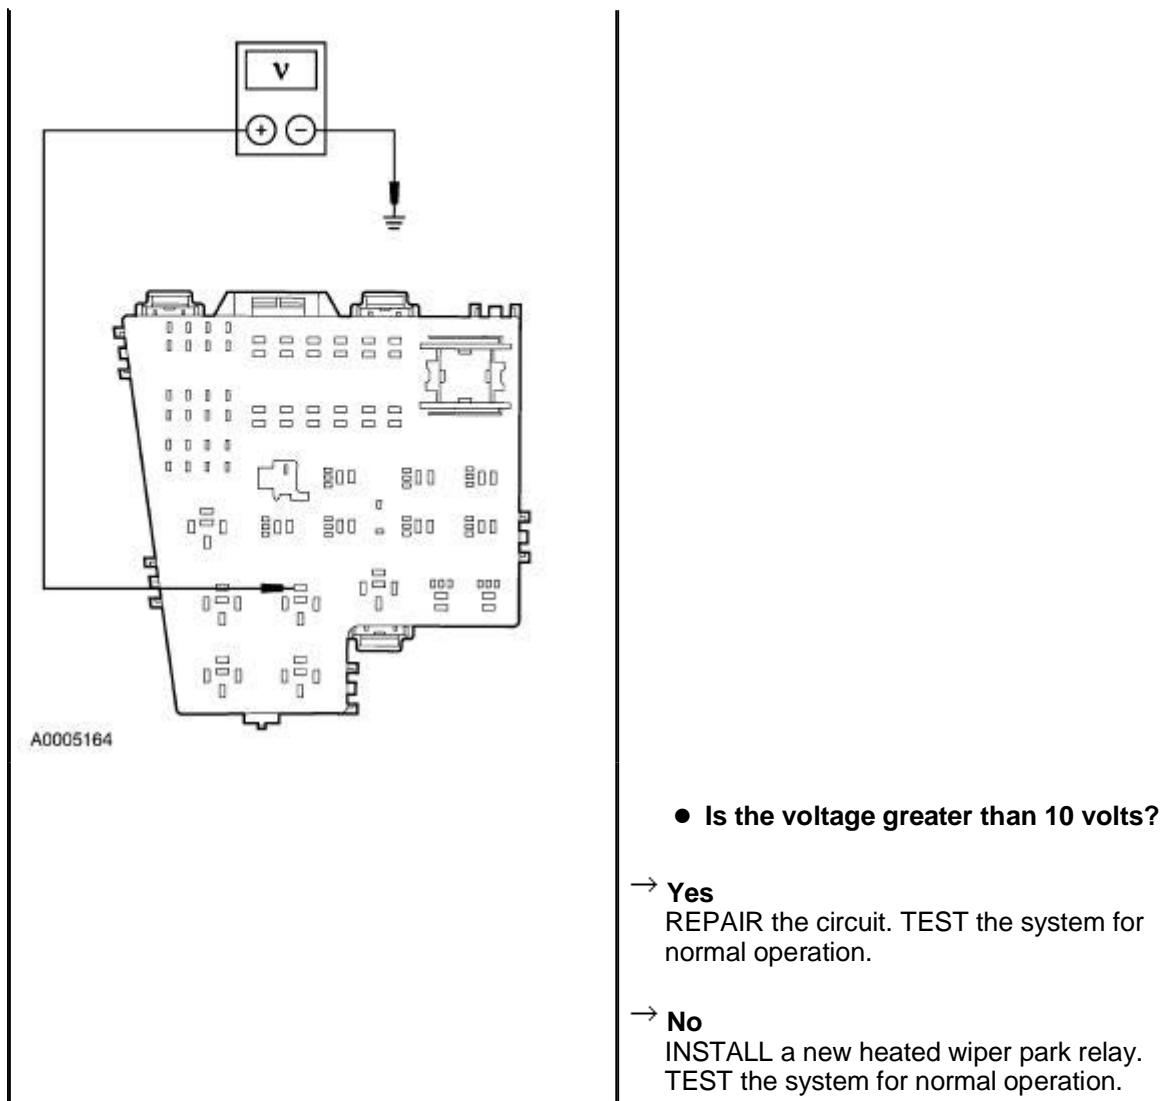 V
+ −
A0005164
● Is the voltage greater than 10 volts?
→ Yes
REPAIR the circuit. TEST the system for
normal operation.
→ No
INSTALL a new heated wiper park relay.
TEST the system for normal operation.